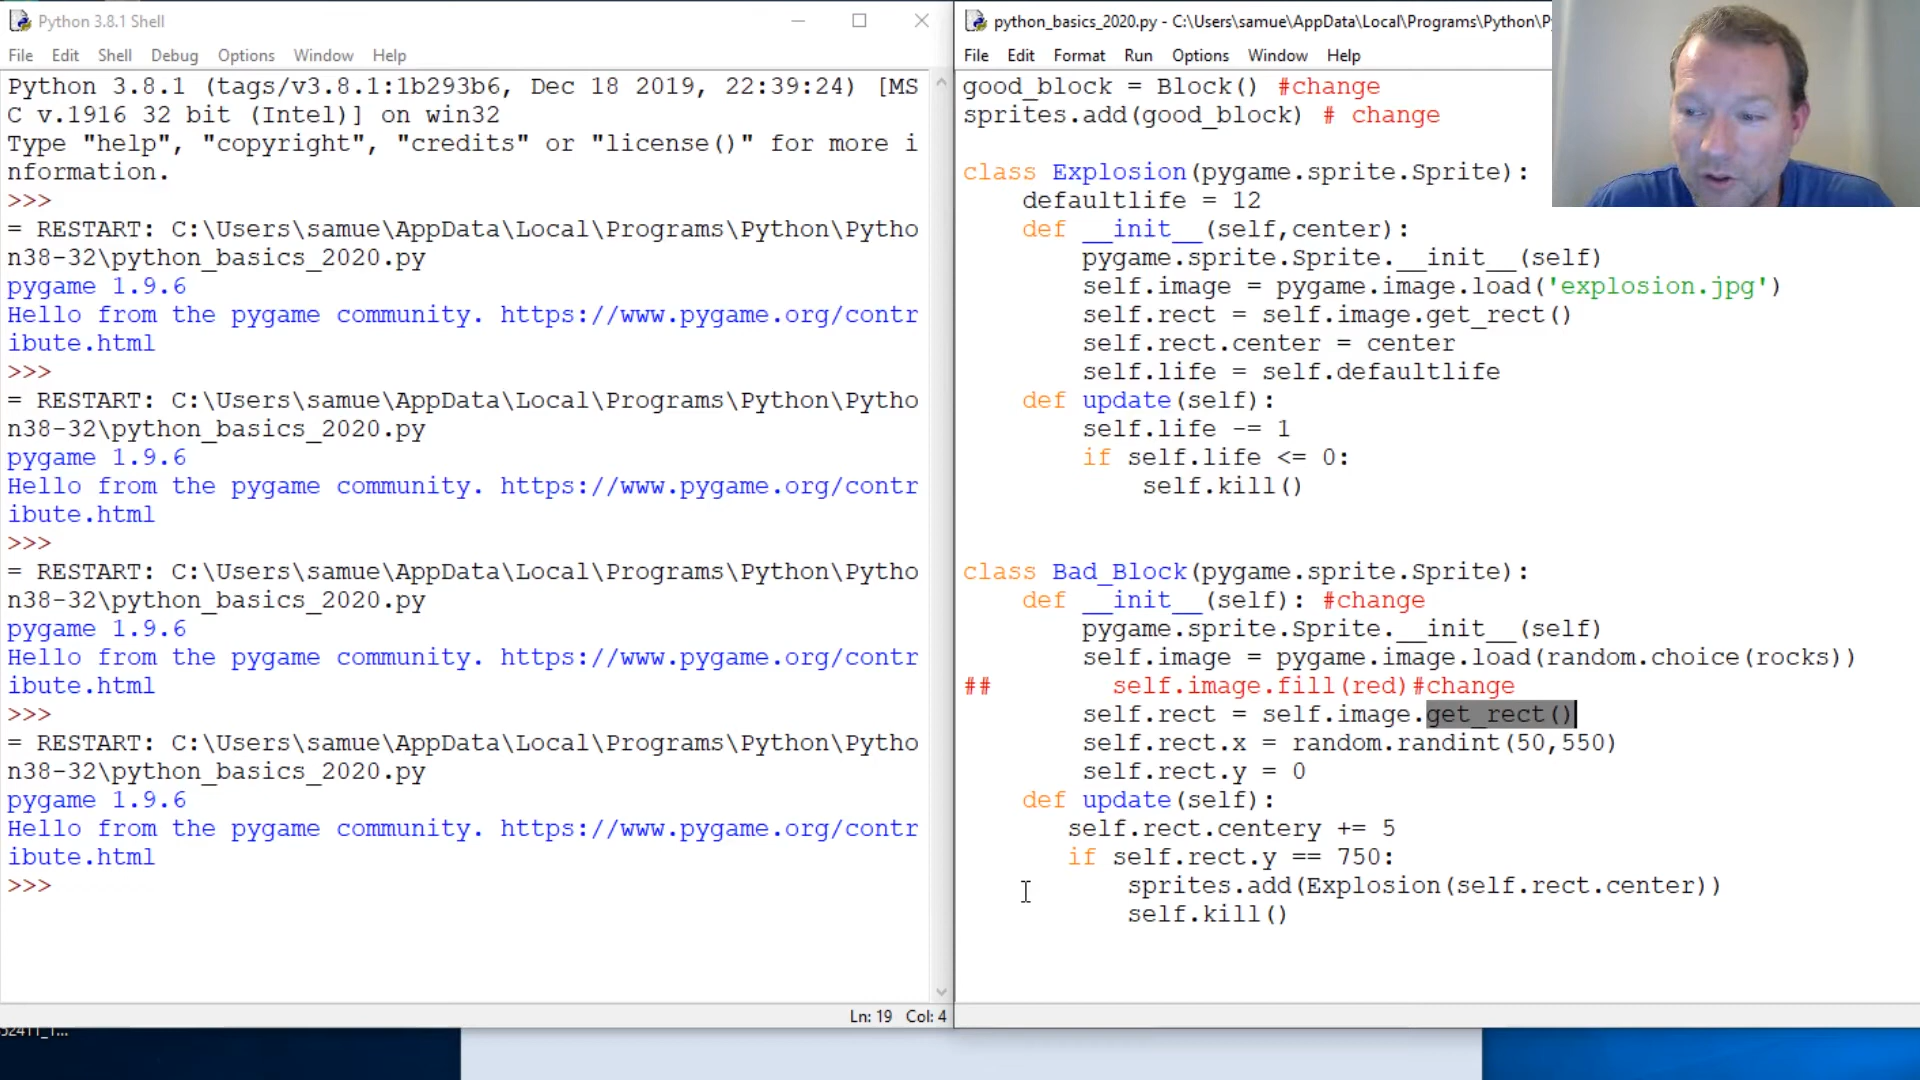 Python 3.8.1 Shell
File Edit Shell Debug Options Window Help
Python 3.8.1 (tags/v3.8.1:1b293b6, Dec 18 2019, 22:39:24) [MS
C v.1916 32 bit (Intel)] on win32
Type "help", "copyright", "credits" or "license()" for more i
nformation.
>>>
= RESTART: C:\Users\samue\AppData\Local\Programs\Python\Pytho
n38-32\python_basics_2020.py
pygame 1.9.6
Hello from the pygame community. https://www.pygame.org/contr
ibute.html
>>>
= RESTART: C:\Users\samue\AppData\Local\Programs\Python\Pytho
n38-32\python_basics_2020.py
pygame 1.9.6
Hello from the pygame community. https://www.pygame.org/contr
ibute.html
>>>
= RESTART: C:\Users\samue\AppData\Local\Programs\Python\Pytho
n38-32\python_basics_2020.py
pygame 1.9.6
Hello from the pygame community. https://www.pygame.org/contr
ibute.html
>>>
= RESTART: C:\Users\samue\AppData\Local\Programs\Python\Pytho
n38-32\python_basics_2020.py
pygame 1.9.6
Hello from the pygame community. https://www.pygame.org/contr
ibute.html
>>>
Ln: 19 Col: 4
python_basics_2020.py - C:\Users\samue\AppData\Local\Programs\Python\P
File Edit Format Run Options Window Help
good_block = Block() #change
sprites.add(good_block) # change
class Explosion(pygame.sprite.Sprite):
    defaultlife = 12
    def __init__(self,center):
        pygame.sprite.Sprite.__init__(self)
        self.image = pygame.image.load('explosion.jpg')
        self.rect = self.image.get_rect()
        self.rect.center = center
        self.life = self.defaultlife
    def update(self):
        self.life -= 1
        if self.life <= 0:
            self.kill()
class Bad_Block(pygame.sprite.Sprite):
    def __init__(self): #change
        pygame.sprite.Sprite.__init__(self)
        self.image = pygame.image.load(random.choice(rocks))
##        self.image.fill(red)#change
        self.rect = self.image.get_rect()
        self.rect.x = random.randint(50,550)
        self.rect.y = 0
    def update(self):
       self.rect.centery += 5
       if self.rect.y == 750:
           sprites.add(Explosion(self.rect.center))
           self.kill()